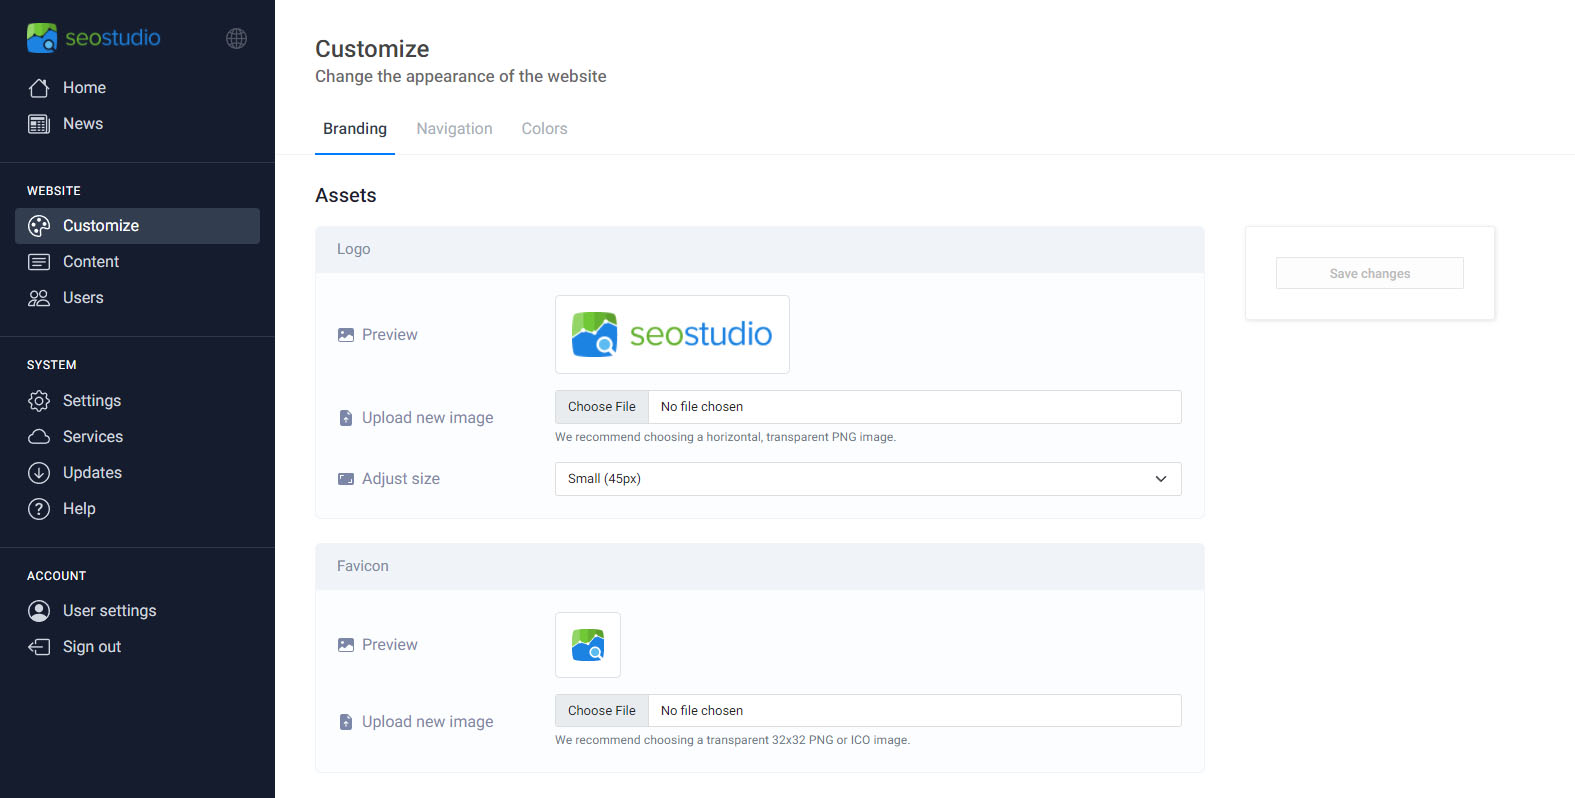 seostudio
Home
News
WEBSITE
Customize
Content
Users
SYSTEM
Settings
Services
Updates
Help
ACCOUNT
User settings
Sign out
Customize
Change the appearance of the website
Branding Navigation Colors
Assets
Logo
Preview
seostudio
Upload new image
Choose File No file chosen
We recommend choosing a horizontal, transparent PNG image.
Adjust size
Small (45px)
Favicon
Preview
Upload new image
Choose File No file chosen
We recommend choosing a transparent 32x32 PNG or ICO image.
Save changes